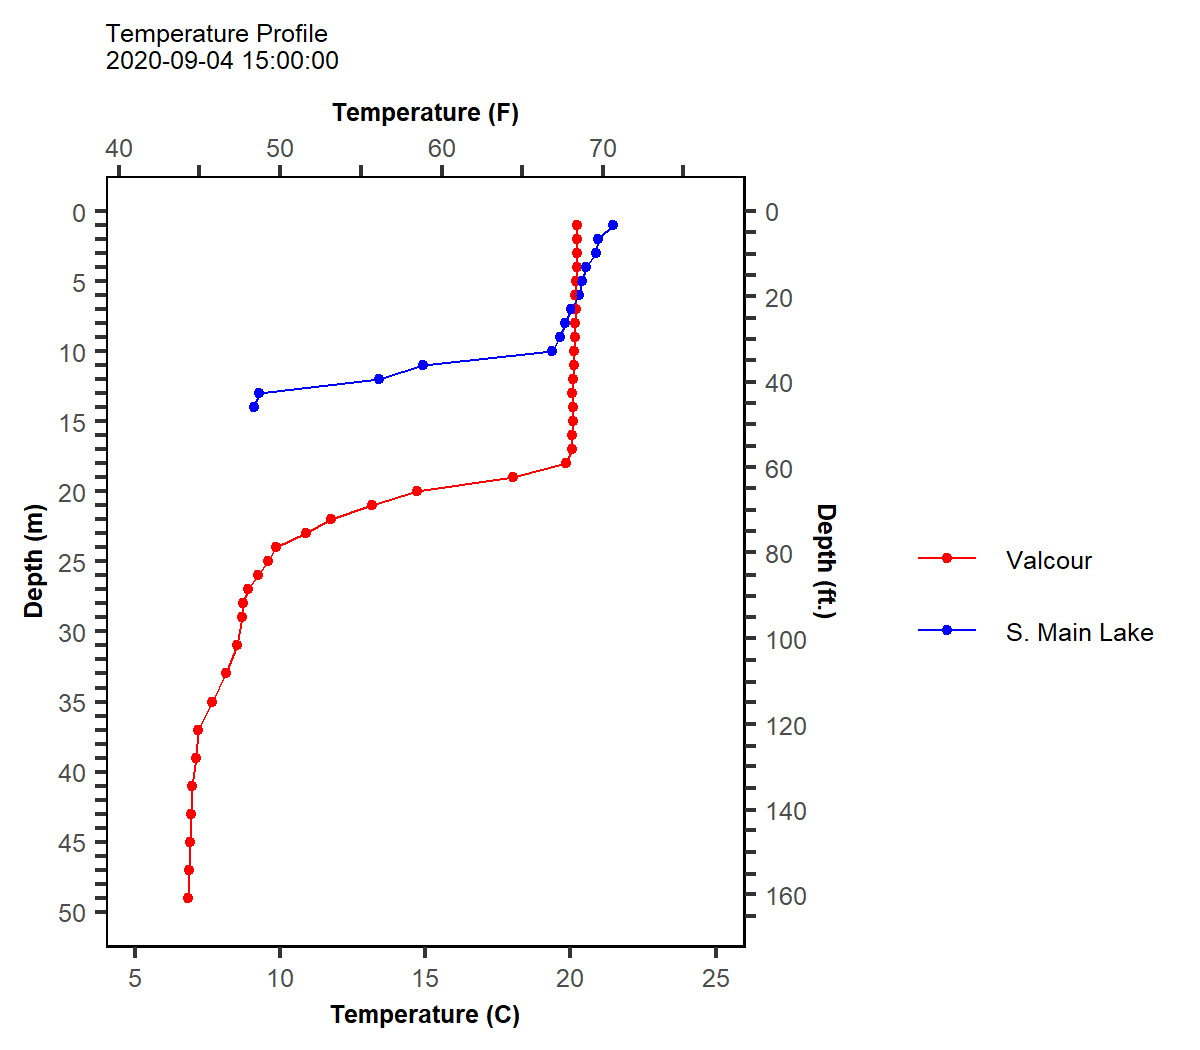 Temperature Profile
2020-09-04 15:00:00
Temperature (F)
40 50 60 70
0
5
10
15
20
25
30
35
40
45
50
Depth (m)
0
20
40
60
80
100
120
140
160
Depth (ft.)
Valcour
S. Main Lake
5 10 15 20 25
Temperature (C)